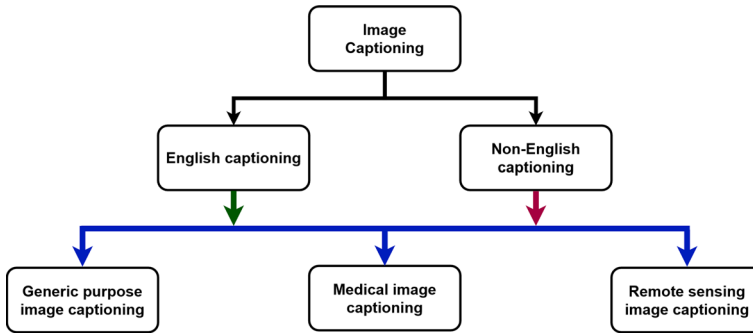 Image
Captioning
English captioning
Non-English
captioning
Generic purpose
image captioning
Medical image
captioning
Remote sensing
image captioning